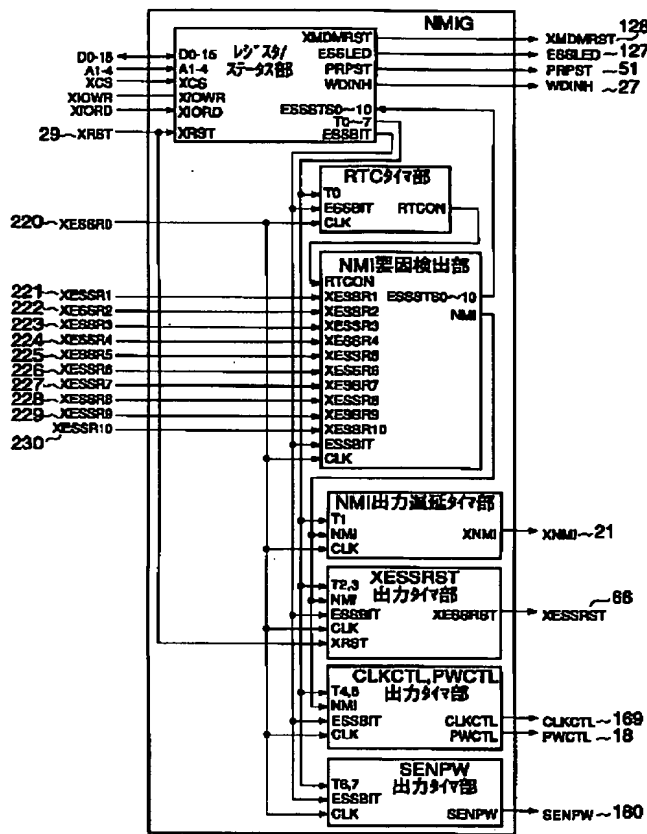 NMIG
D0-15
A1-4
XCS
XIOWR
XIORD
29 XRST
D0-15
A1-4
XCS
XIOWR
XIORD
XRST
レジスタ/
ステータス部
XMDMRST
ESSLED
PRPST
WDINH
ESSSTS0~10
T0~7
ESSBIT
128
XMDMRST
ESSLED 127
PRPST 51
WDINH 27
RTCタイマ部
T0
ESSBIT
CLK
RTCON
220 XESSR0
NMI要因検出部
RTCON
XESSR1
XESSR2
XESSR3
XESSR4
XESSR5
XESSR6
XESSR7
XESSR8
XESSR9
XESSR10
ESSBIT
CLK
ESSSTS0~10
NMI
221 XESSR1
222 XESSR2
223 XESSR3
224 XESSR4
225 XESSR5
226 XESSR6
227 XESSR7
228 XESSR8
229 XESSR9
XESSR10
230
NMI出力遅延タイマ部
T1
NMI
CLK
XNMI
XNMI 21
XESSRST
出力タイマ部
T2,3
NMI
ESSBIT
CLK
XRST
XESSRST
66
XESSRST
CLKCTL,PWCTL
出力タイマ部
T4,5
NMI
ESSBIT
CLK
CLKCTL
PWCTL
CLKCTL 169
PWCTL 18
SENPW
出力タイマ部
T6,7
ESSBIT
CLK
SENPW
SENPW 160